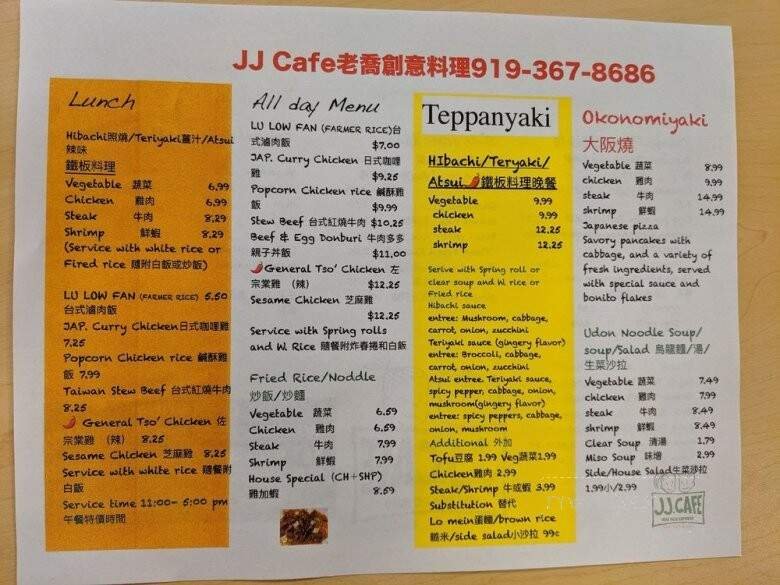 JJ Cafe老喬創意料理919-367-8686
Lunch
Hibachi照燒/Teriyaki薑汁/Atsui
辣味
鐵板料理
Vegetable 蔬菜 6.99
Chicken 雞肉 6.99
Steak 牛肉 8.29
Shrimp 鮮蝦 8.29
(Service with white rice or
Fired rice 隨附白飯或炒飯)
LU LOW FAN (FARMER RICE) 5.50
台式滷肉飯
JAP. Curry Chicken日式咖哩雞
7.25
Popcorn Chicken rice 鹹酥雞
飯 7.99
Taiwan Stew Beef 台式紅燒牛肉
8.25
🌶 General Tso' Chicken 佐
宗棠雞 (辣) 8.25
Sesame Chicken 芝麻雞 8.25
Service with white rice 隨餐附
白飯
Service time 11:00- 5:00 pm
午餐特價時間
All day Menu
LU LOW FAN (FARMER RICE)台
式滷肉飯 $7.00
JAP. Curry Chicken 日式咖哩
雞 $9.25
Popcorn Chicken rice 鹹酥雞
飯 $9.99
Stew Beef 台式紅燒牛肉 $10.25
Beef & Egg Donburi 牛肉多多
親子丼飯 $11.00
🌶General Tso' Chicken 左
宗棠雞 (辣) $12.25
Sesame Chicken 芝麻雞
$12.25
Service with Spring rolls
and W. Rice 隨餐附炸春捲和白飯
Fried Rice/Noddle
炒飯/炒麵
Vegetable 蔬菜 6.59
Chicken 雞肉 6.59
Steak 牛肉 7.99
Shrimp 鮮蝦 7.99
House Special (CH+SHP)
雞加蝦 8.59
Teppanyaki
HIbachi/Teryaki/
Atsui🌶鐵板料理晚餐
Vegetable 9.99
chicken 9.99
steak 12.25
shrimp 12.25
Serive with Spring roll or
clear soup and W. rice or
Fried rice
Hibachi sauce
entree: Mushroom, cabbage,
carrot, onion, zucchini
Teriyaki sauce (gingery flavor)
entree: Broccoli, cabbage,
carrot, onion, zucchini
Atsui entree: Teriyaki sauce,
spicy pepper, cabbage, onion,
mushroom(gingery flavor)
entree: spicy peppers, cabbage,
onion, mushroom
Additional 外加
Tofu豆腐 1.99 Veg蔬菜1.99
Chicken雞肉 2.99
Steak/Shrimp 牛或蝦 3.99
Substitution 替代
Lo mein蛋麵/brown rice
糙米/side salad小沙拉 99¢
Okonomiyaki
大阪燒
Vegetable 蔬菜 8.99
chicken 雞肉 9.99
steak 牛肉 14.99
shrimp 鮮蝦 14.99
Japanese pizza
Savory pancakes with
cabbage, and a variety of
fresh ingredients, served
with special sauce and
bonito flakes
Udon Noodle Soup/
soup/Salad 烏龍麵/湯/
生菜沙拉
Vegetable 蔬菜 7.49
chicken 雞肉 7.99
steak 牛肉 8.49
shrimp 鮮蝦 8.49
Clear Soup 清湯 1.79
Miso Soup 味增 2.99
Side/House Salad生菜沙拉
1.99小/2.99
JJ.CAFE